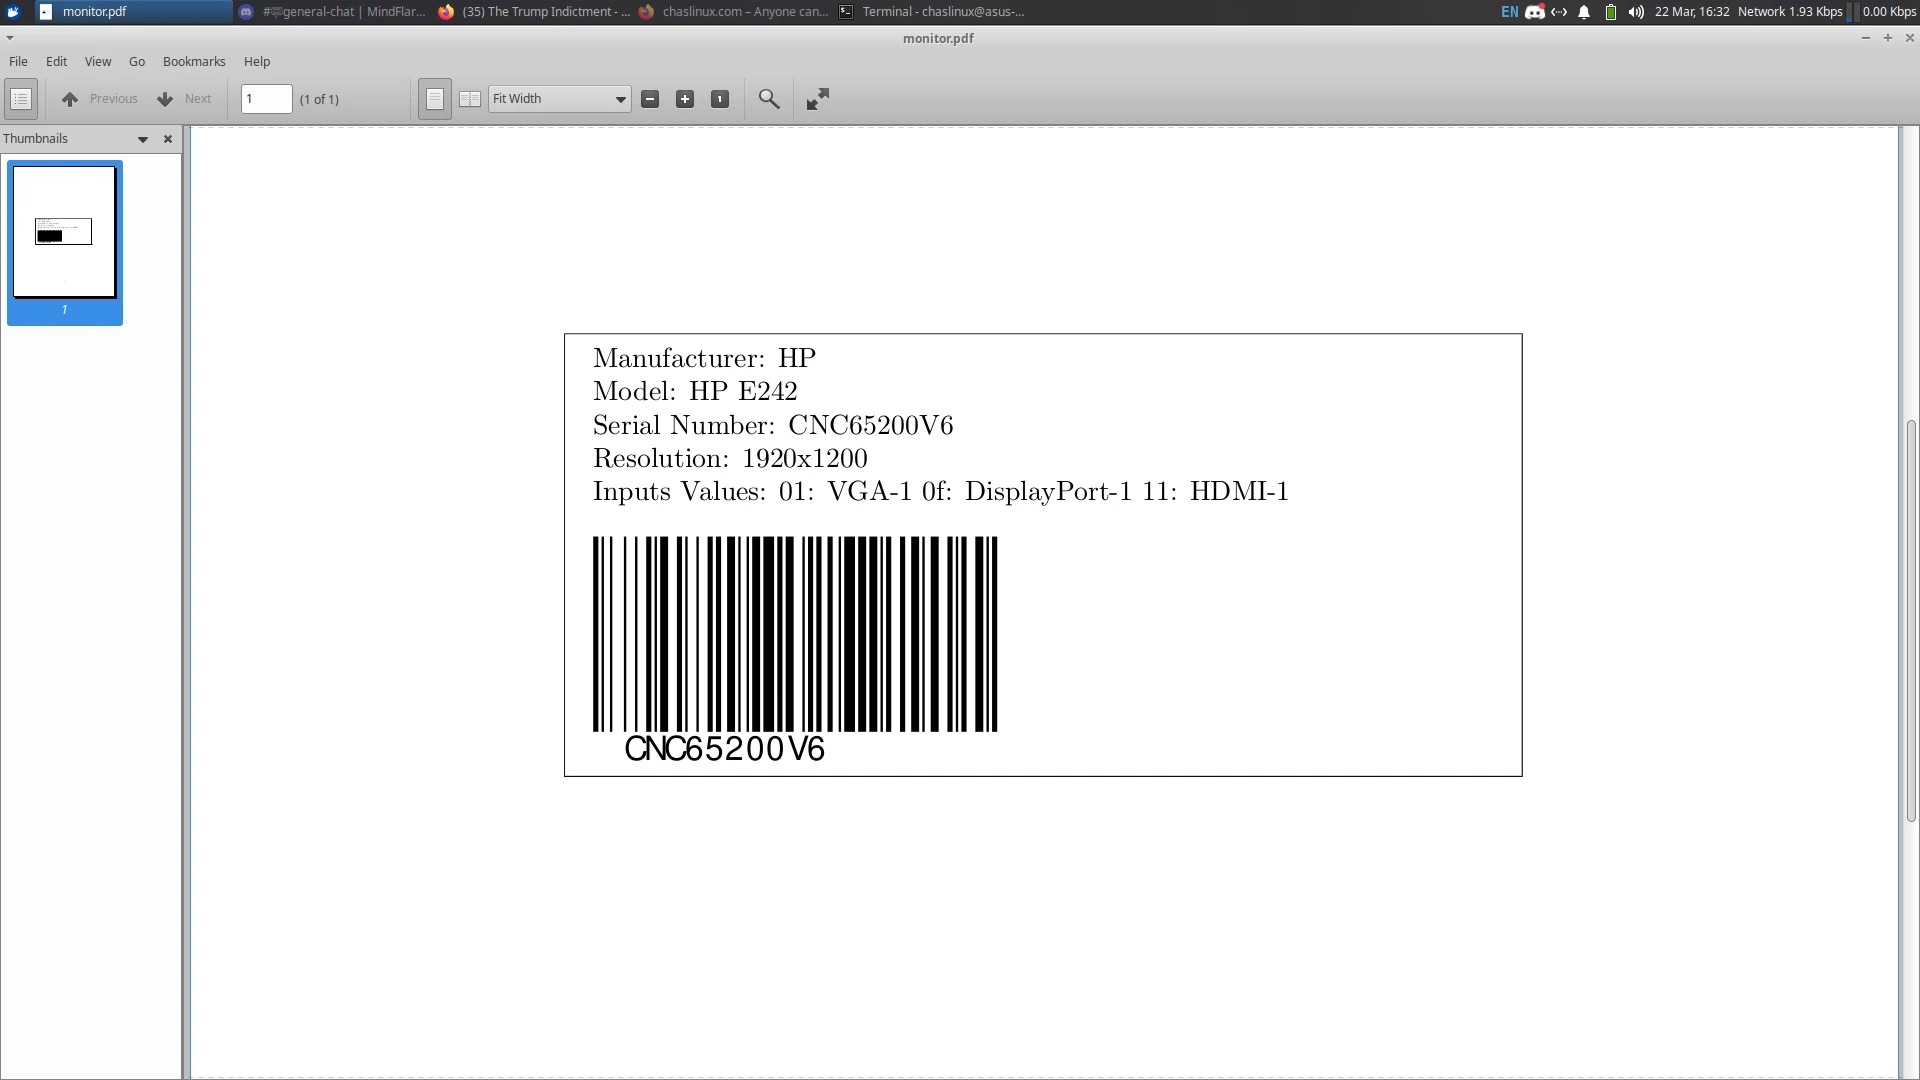 monitor.pdf
general-chat | MindFlar...
(35) The Trump Indictment - ...
chaslinux.com – Anyone can...
Terminal - chaslinux@asus-...
EN
22 Mar, 16:32
Network 1.93 Kbps
0.00 Kbps
monitor.pdf
File Edit View Go Bookmarks Help
Previous Next 1 (1 of 1) Fit Width 1
Thumbnails
1
Manufacturer: HP
Model: HP E242
Serial Number: CNC65200V6
Resolution: 1920x1200
Inputs Values: 01: VGA-1 0f: DisplayPort-1 11: HDMI-1
CNC65200V6